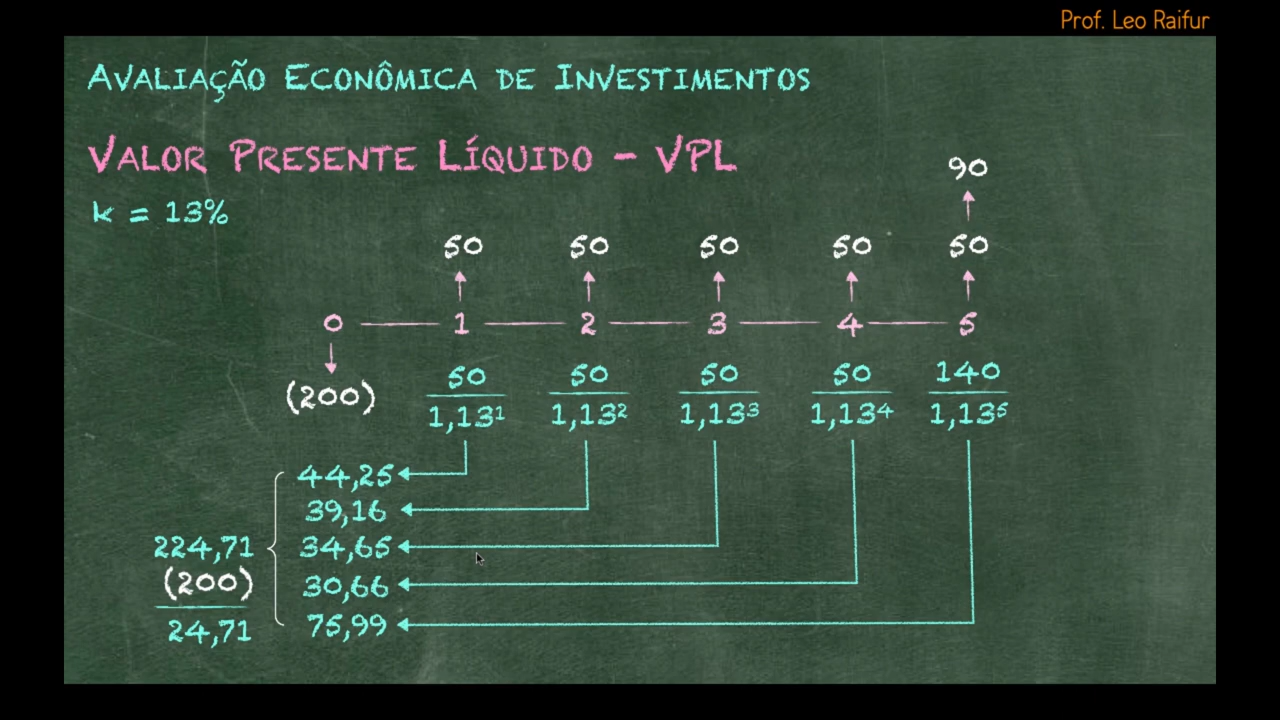 Prof. Leo Raifur
AVALIAÇÃO ECONÔMICA DE INVESTIMENTOS
VALOR PRESENTE LÍQUIDO - VPL
90
k = 13%
50 50 50 50 50
0 1 2 3 4 5
(200)
50 50 50 50 140
1,13¹ 1,13² 1,13³ 1,13⁴ 1,13⁵
44,25
39,16
224,71 34,65
(200) 30,66
24,71 75,99